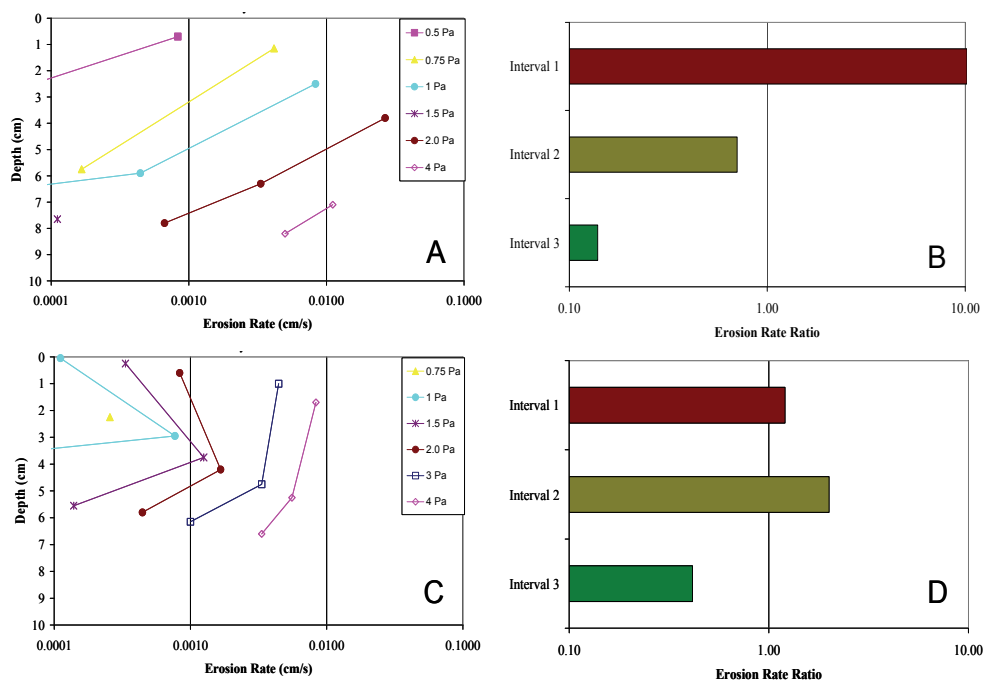 0
1
2
3
4
5
6
7
8
9
10
Depth (cm)
0.0001
0.0010
0.0100
0.1000
Erosion Rate (cm/s)
0.5 Pa
0.75 Pa
1 Pa
1.5 Pa
2.0 Pa
4 Pa
A
Interval 1
Interval 2
Interval 3
0.10
1.00
10.00
Erosion Rate Ratio
B
0
1
2
3
4
5
6
7
8
9
10
Depth (cm)
0.0001
0.0010
0.0100
0.1000
Erosion Rate (cm/s)
0.75 Pa
1 Pa
1.5 Pa
2.0 Pa
3 Pa
4 Pa
C
Interval 1
Interval 2
Interval 3
0.10
1.00
10.00
Erosion Rate Ratio
D